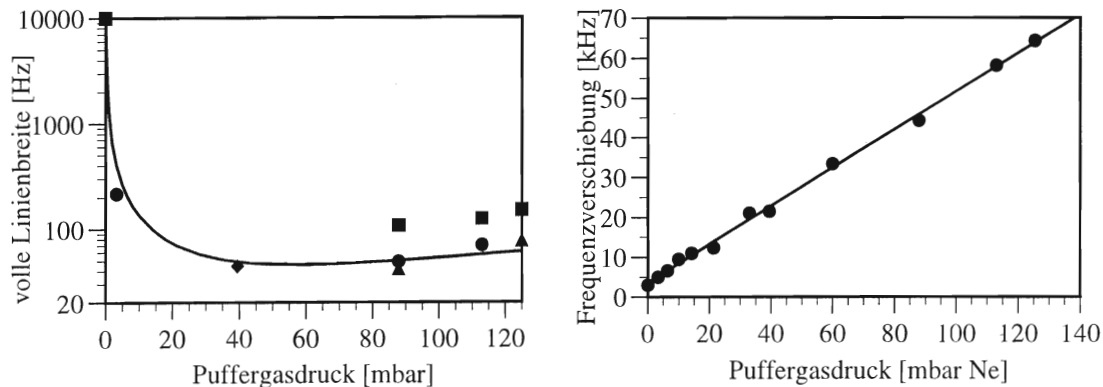 volle Linienbreite [Hz]
10000
1000
100
20
0 20 40 60 80 100 120
Puffergasdruck [mbar]
Frequenzverschiebung [kHz]
70
60
50
40
30
20
10
0
0 20 40 60 80 100 120 140
Puffergasdruck [mbar Ne]